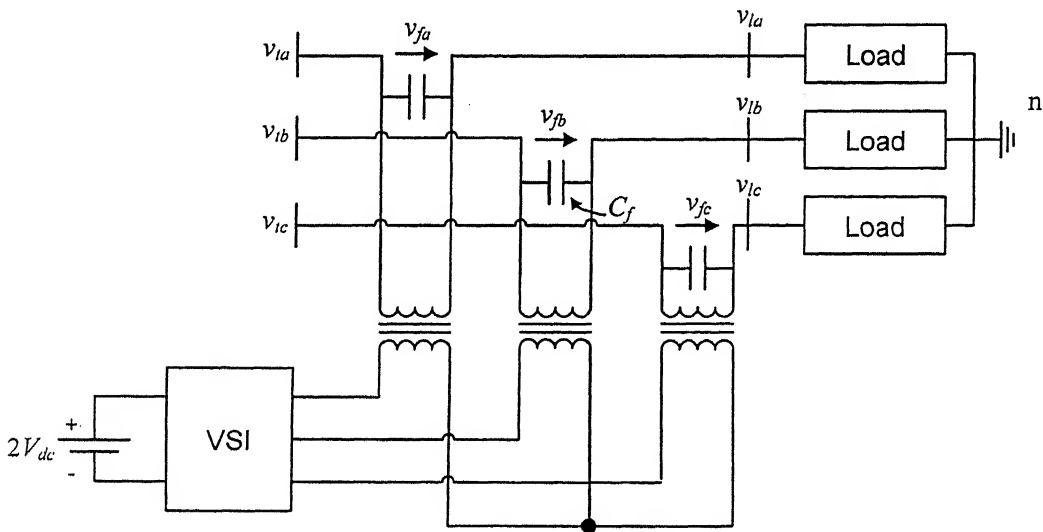 v_ta
v_fa
v_la
Load
n
v_tb
v_fb
v_lb
Load
C_f
v_tc
v_fc
v_lc
Load
+
2V_dc
VSI
-